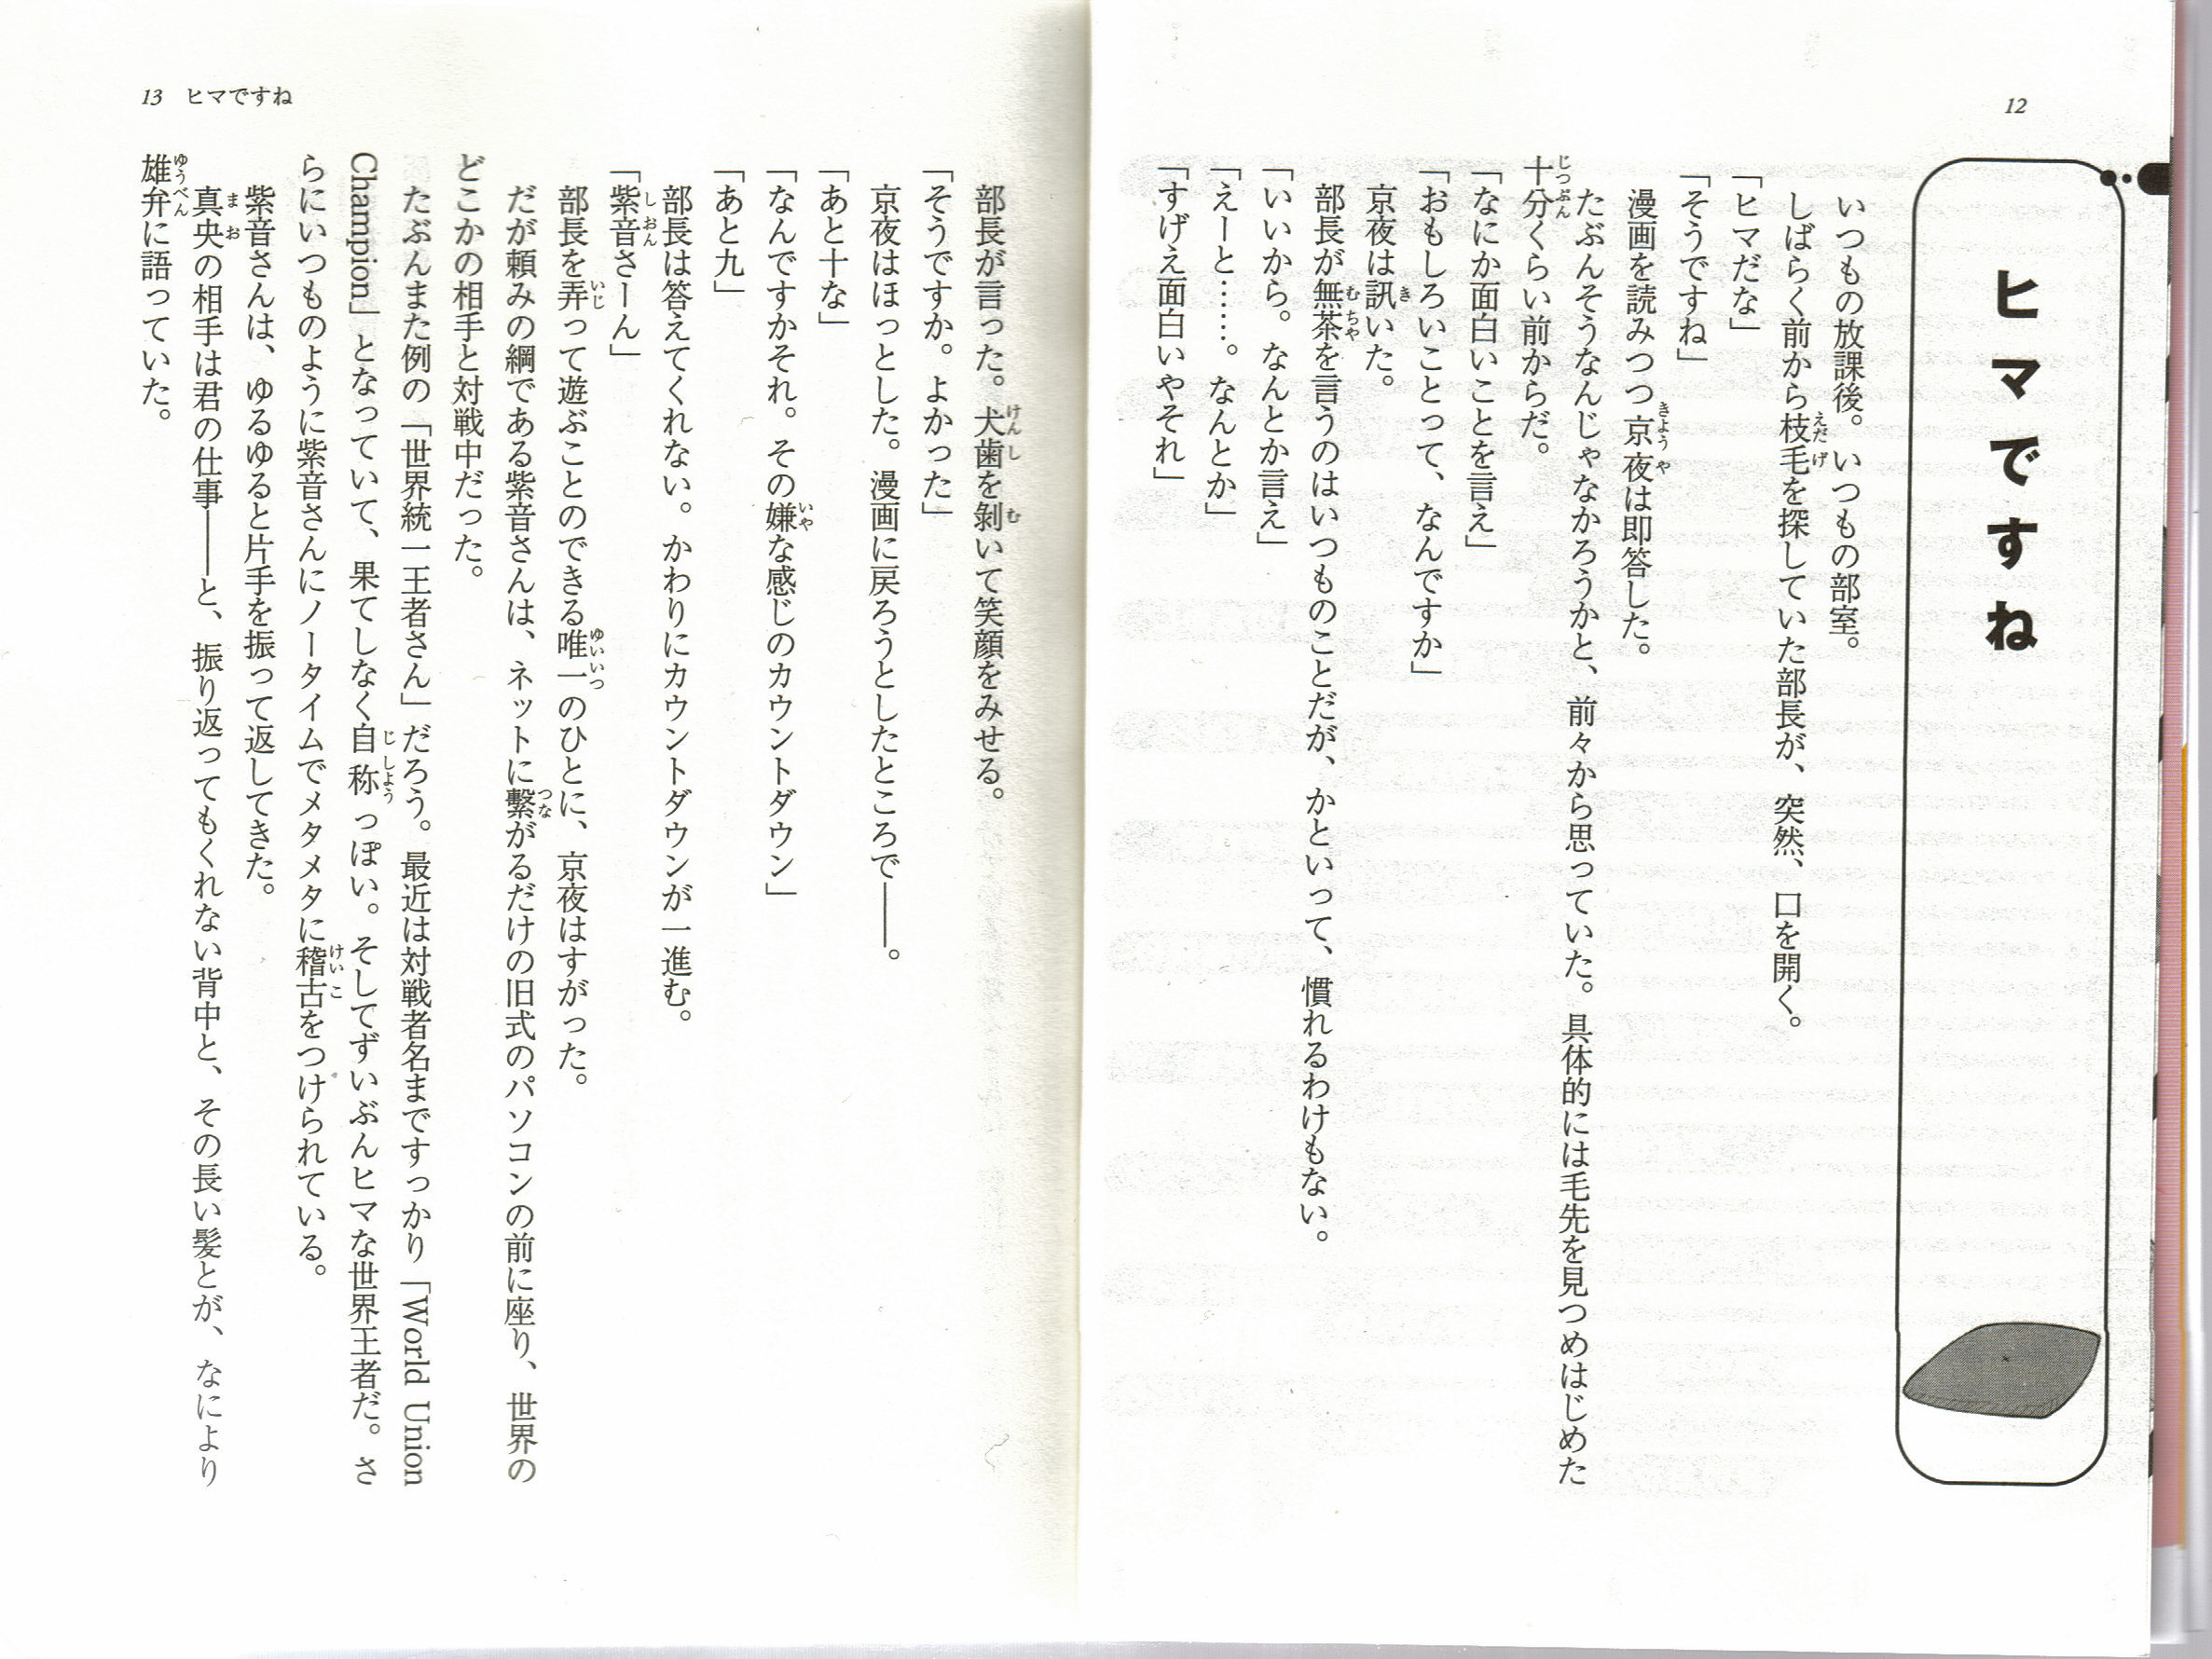 12
ヒマですね
いつもの放課後。いつもの部室。
しばらく前から枝毛を探していた部長が、突然、口を開く。
「ヒマだな」
「そうですね」
漫画を読みつつ京夜は即答した。
たぶんそうなんじゃなかろうかと、前々から思っていた。具体的には毛先を見つめはじめた
十分くらい前からだ。
「なにか面白いことを言え」
「おもしろいことって、なんですか」
京夜は訊いた。
部長が無茶を言うのはいつものことだが、かといって、慣れるわけもない。
「いいから。なんとか言え」
「えーと……。なんとか」
「すげえ面白いやそれ」
部長が言った。犬歯を剝いて笑顔をみせる。
「そうですか。よかった」
京夜はほっとした。漫画に戻ろうとしたところで――。
「あと十な」
「なんですかそれ。その嫌な感じのカウントダウン」
「あと九」
部長は答えてくれない。かわりにカウントダウンが一進む。
「紫音さーん」
部長を弄って遊ぶことのできる唯一のひとに、京夜はすがった。
だが頼みの綱である紫音さんは、ネットに繫がるだけの旧式のパソコンの前に座り、世界の
どこかの相手と対戦中だった。
たぶんまた例の「世界統一王者さん」だろう。最近は対戦者名まですっかり「World Union
Champion」となっていて、果てしなく自称っぽい。そしてずいぶんヒマな世界王者だ。さ
らにいつものように紫音さんにノータイムでメタメタに稽古をつけられている。
紫音さんは、ゆるゆると片手を振って返してきた。
真央の相手は君の仕事――と、振り返ってもくれない背中と、その長い髪とが、なにより
雄弁に語っていた。
13 ヒマですね